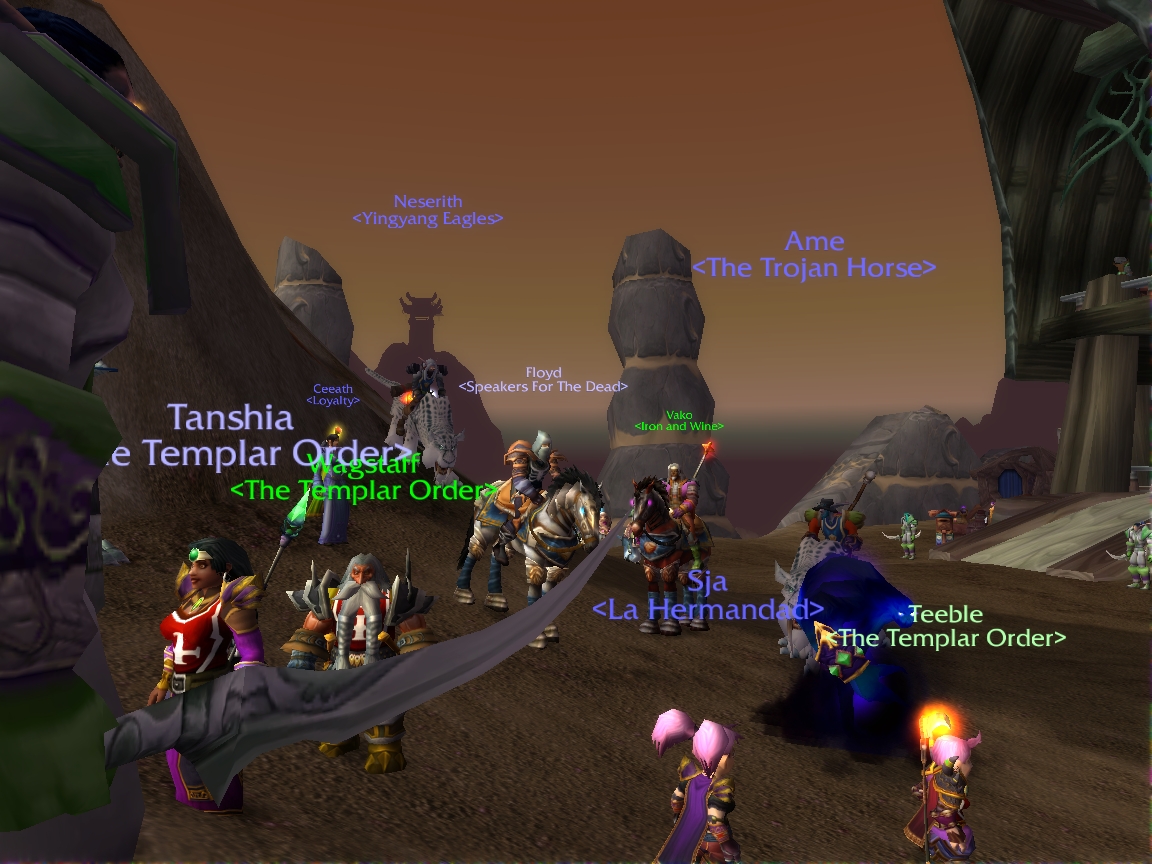 Neserith
<Yingyang Eagles>
Ame
<The Trojan Horse>
Floyd
<Speakers For The Dead>
Ceeath
<Loyalty>
Tanshia
e Templar Order>
Vako
<Iron and Wine>
Wagstaff
<The Templar Order>
Sja
<La Hermandad>
Teeble
<The Templar Order>